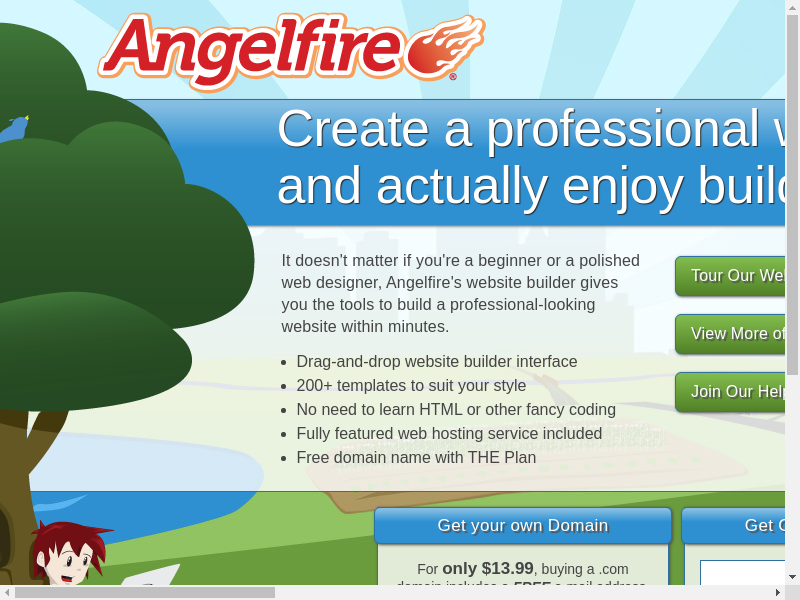 Angelfire®
Create a professional
and actually enjoy
It doesn't matter if you're a beginner or a polished
web designer, Angelfire's website builder gives
you the tools to build a professional-looking
website within minutes.
Tour Our
View More of
Join Our
• Drag-and-drop website builder interface
• 200+ templates to suit your style
• No need to learn HTML or other fancy coding
• Fully featured web hosting service included
• Free domain name with THE Plan
Get your own Domain
Get
For only $13.99, buying a .com
domain includes a FREE e-mail address